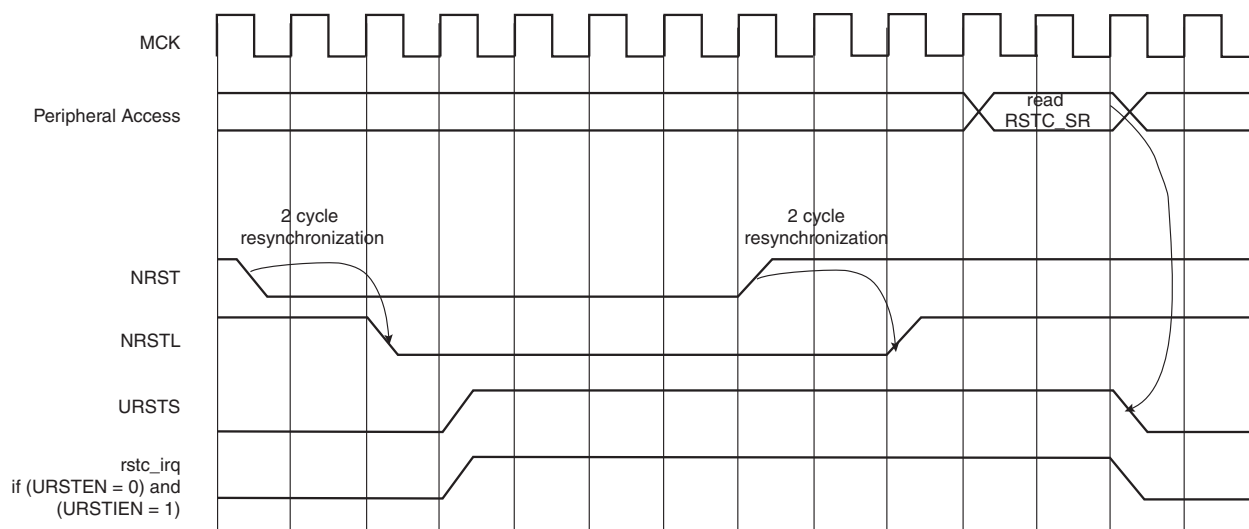 MCK
Peripheral Access
read
RSTC_SR
2 cycle
resynchronization
2 cycle
resynchronization
NRST
NRSTL
URSTS
rstc_irq
if (URSTEN = 0) and
(URSTIEN = 1)